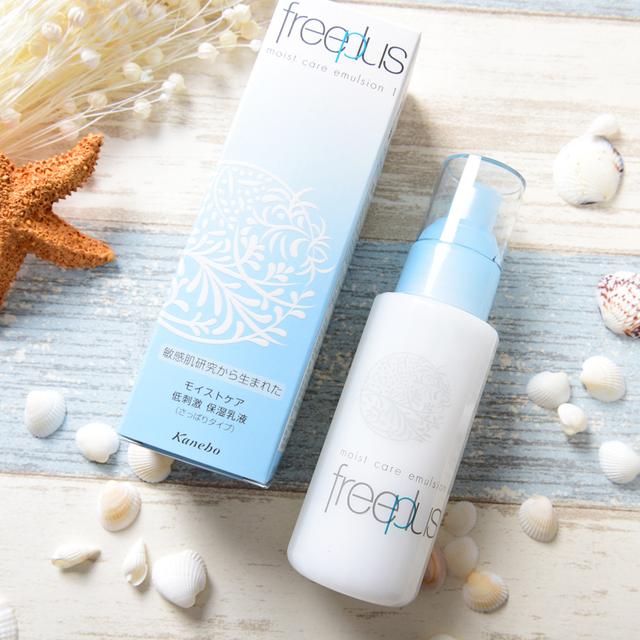 freeplus
moist care emulsion 1
敏感肌研究から生まれた
モイストケア
低刺激 保湿乳液
(さっぱりタイプ)
Kanebo
moist care emulsion
freeplus